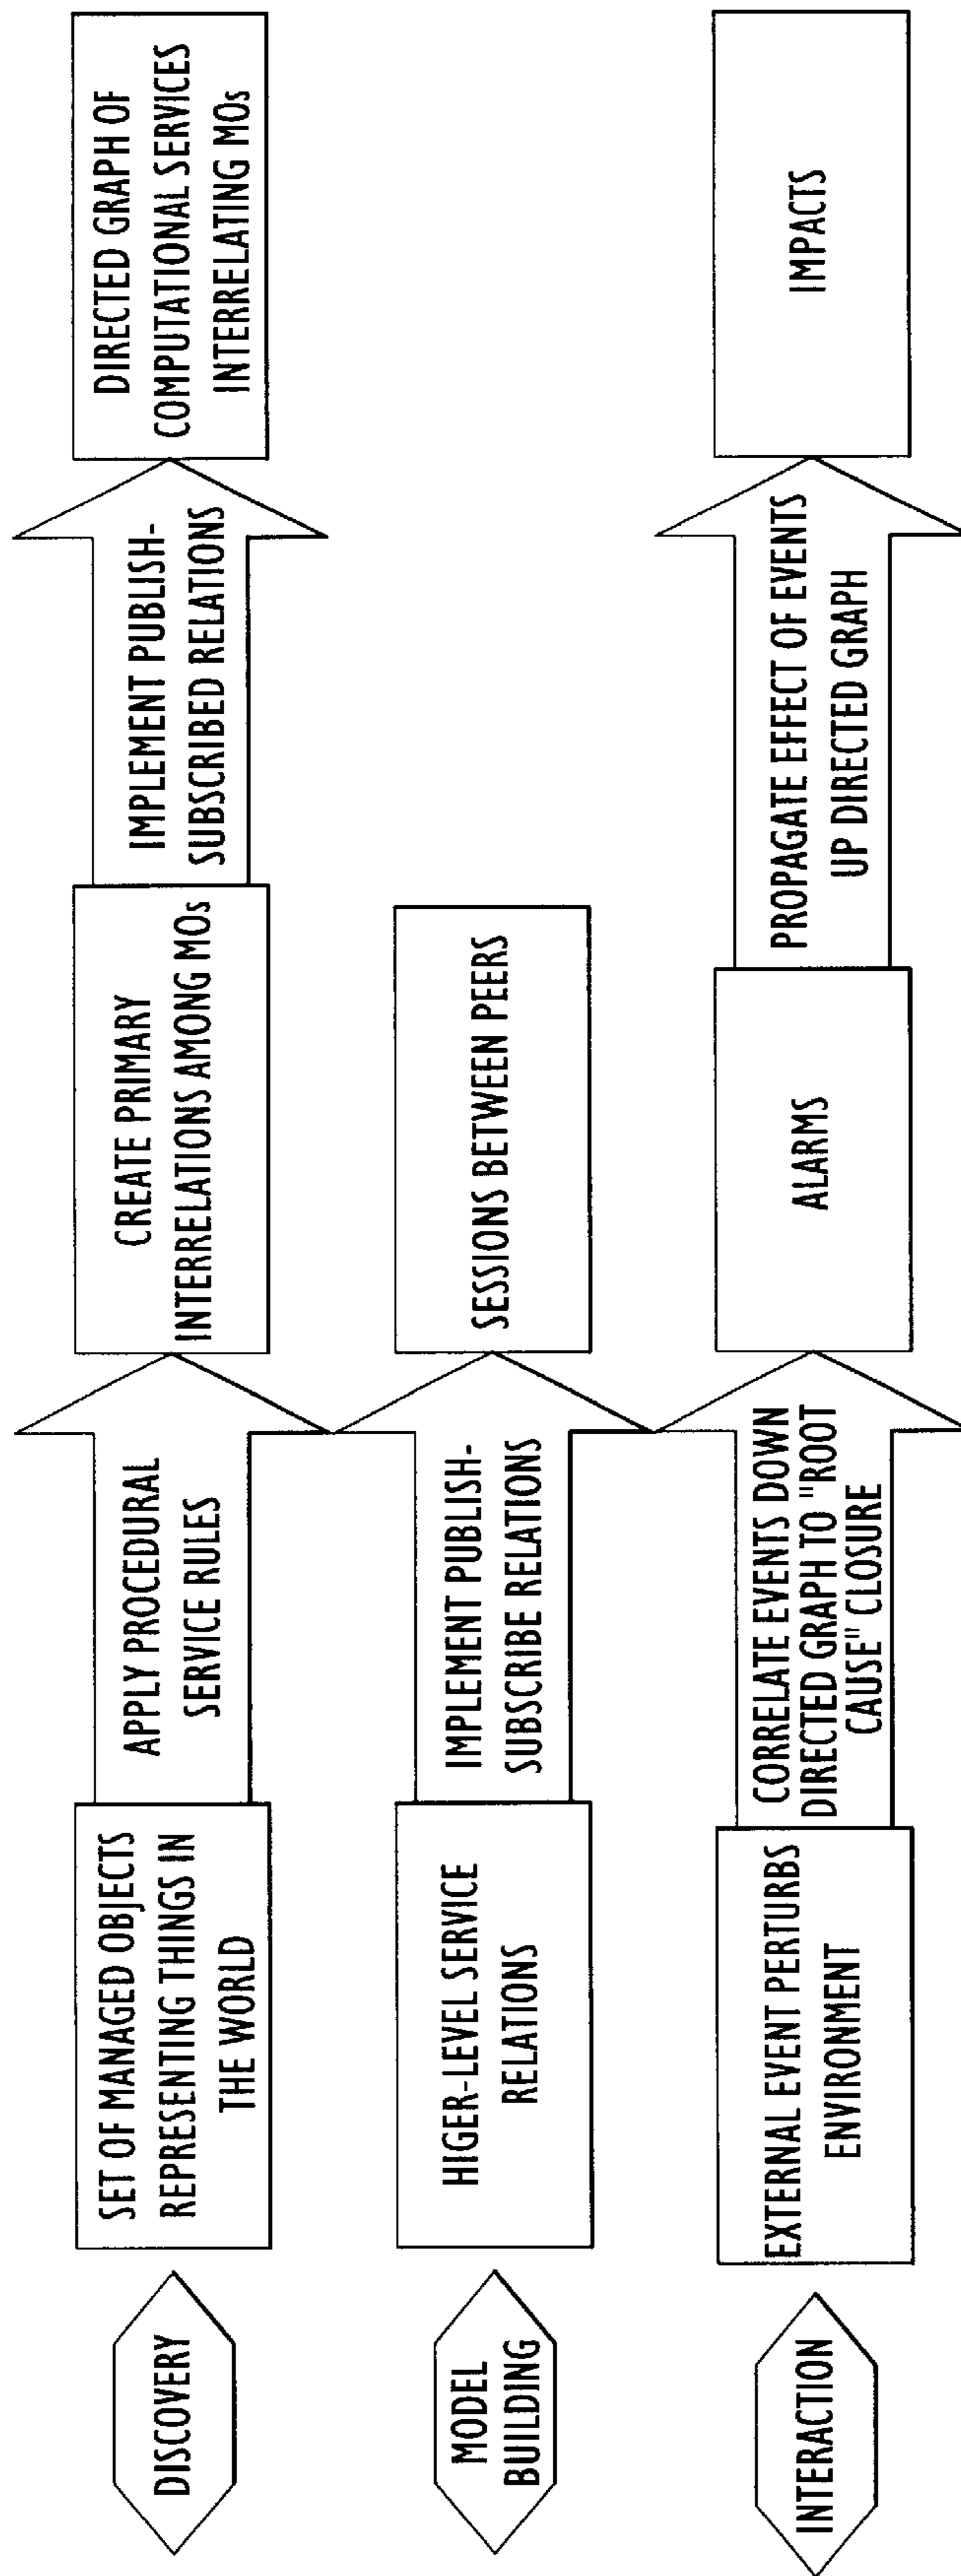 DISCOVERY
SET OF MANAGED OBJECTS
REPRESENTING THINGS IN
THE WORLD
APPLY PROCEDURAL
SERVICE RULES
CREATE PRIMARY
INTERRELATIONS AMONG MOs
IMPLEMENT PUBLISH-
SUBSCRIBED RELATIONS
DIRECTED GRAPH OF
COMPUTATIONAL SERVICES
INTERRELATING MOs
MODEL
BUILDING
HIGER-LEVEL SERVICE
RELATIONS
IMPLEMENT PUBLISH-
SUBSCRIBE RELATIONS
SESSIONS BETWEEN PEERS
INTERACTION
EXTERNAL EVENT PERTURBS
ENVIRONMENT
CORRELATE EVENTS DOWN
DIRECTED GRAPH TO "ROOT
CAUSE" CLOSURE
ALARMS
PROPAGATE EFFECT OF EVENTS
UP DIRECTED GRAPH
IMPACTS